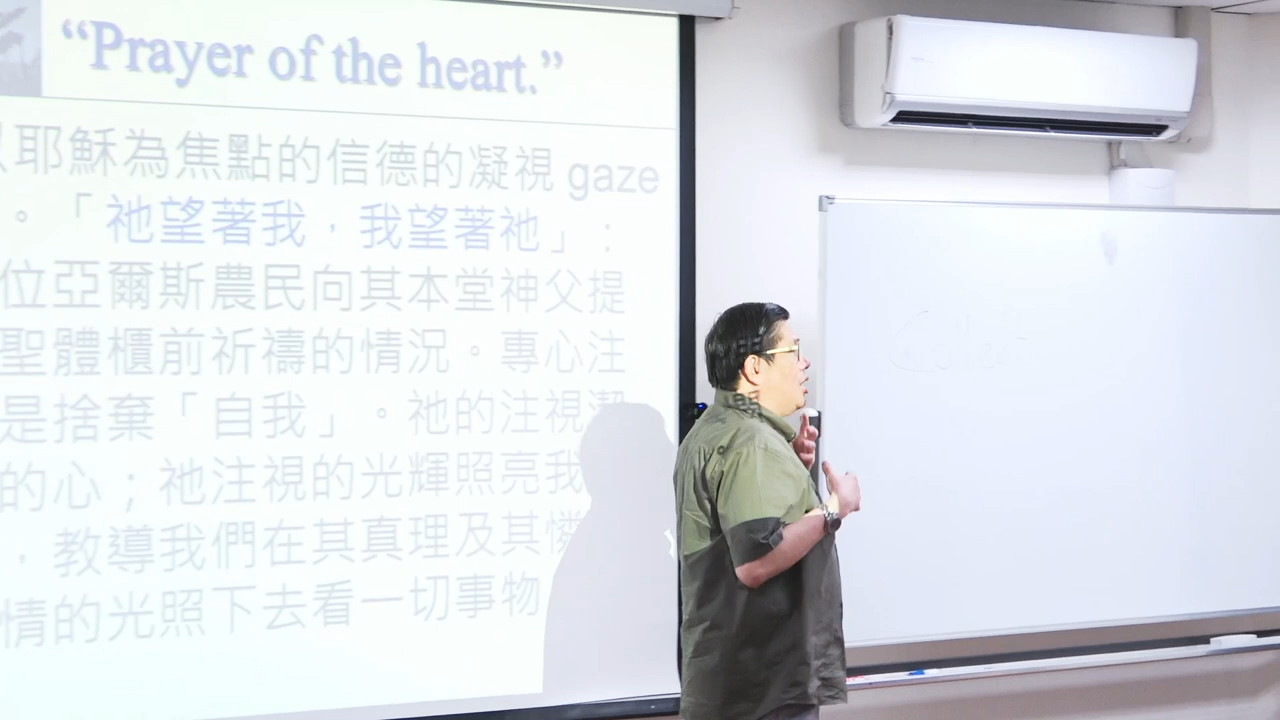 “Prayer of the heart.”
以耶穌為焦點的信德的凝視 gaze
。「祂望著我，我望著祂」：
位亞爾斯農民向其本堂神父提
聖體櫃前祈禱的情況。專心注
是捨棄「自我」。祂的注視潔
的心；祂注視的光輝照亮我
，教導我們在其真理及其憐
情的光照下去看一切事物